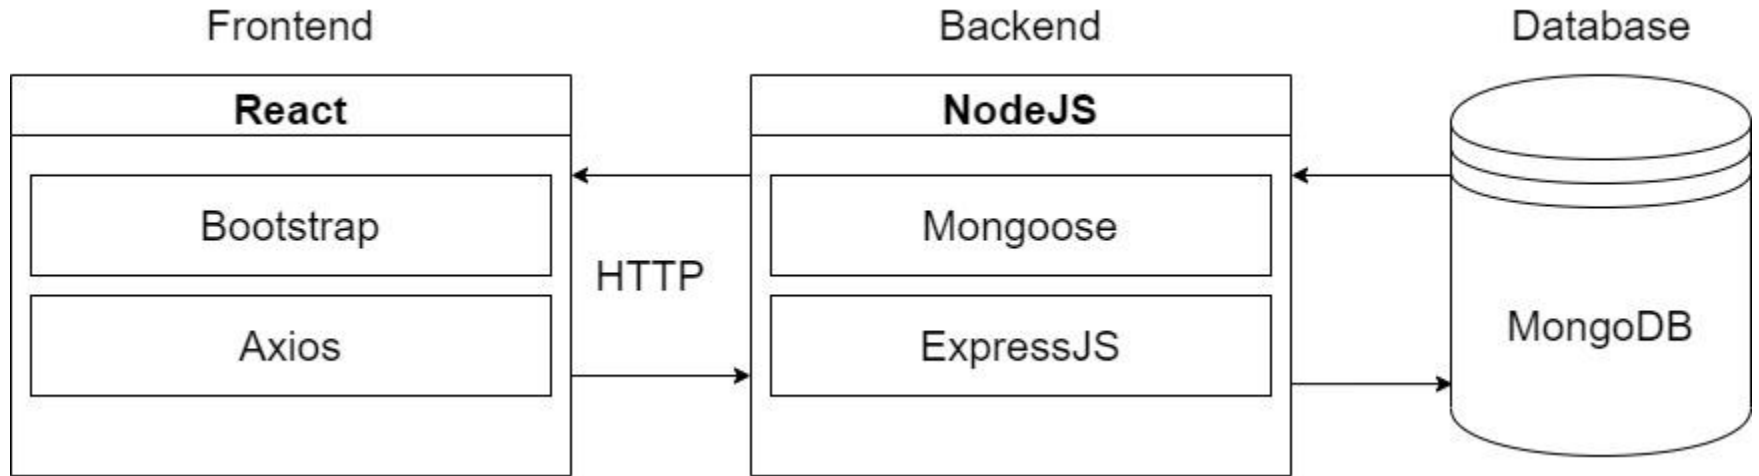 Frontend
Backend
Database
React
NodeJS
Bootstrap
Mongoose
HTTP
Axios
ExpressJS
MongoDB